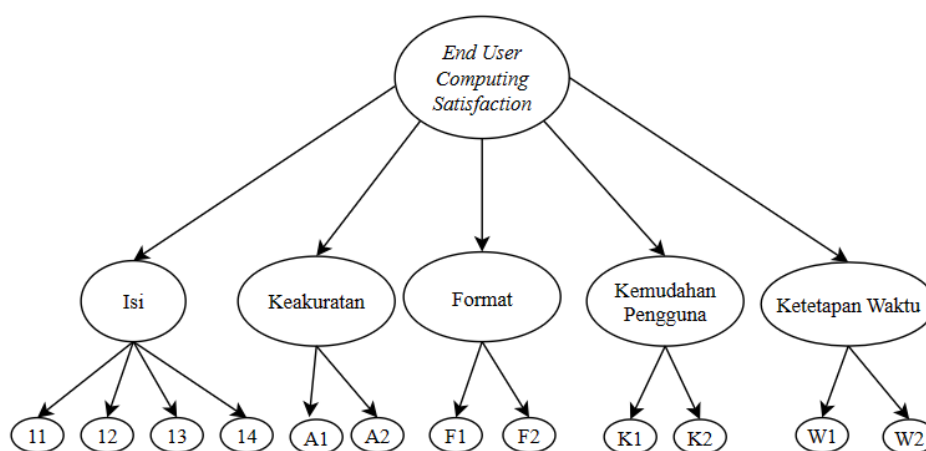 End User
Computing
Satisfaction
Isi
Keakuratan
Format
Kemudahan
Pengguna
Ketetapan Waktu
11
12
13
14
A1
A2
F1
F2
K1
K2
W1
W2